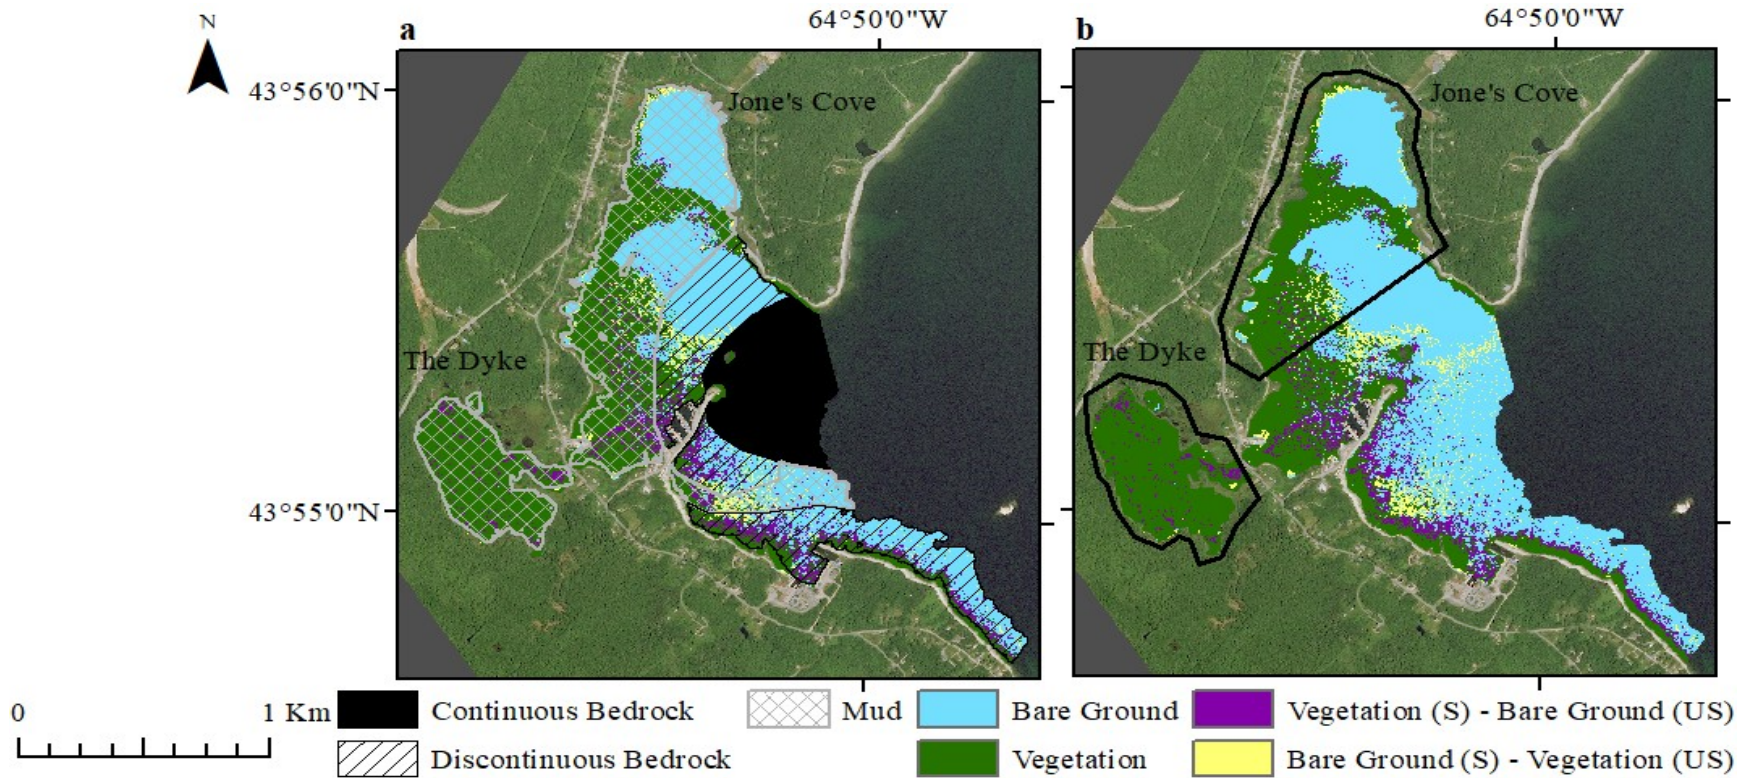 N
a
64°50'0"W
b
64°50'0"W
43°56'0"N
Jone's Cove
Jone's Cove
The Dyke
The Dyke
43°55'0"N
0
1 Km
Continuous Bedrock
Mud
Bare Ground
Vegetation (S) - Bare Ground (US)
Discontinuous Bedrock
Vegetation
Bare Ground (S) - Vegetation (US)